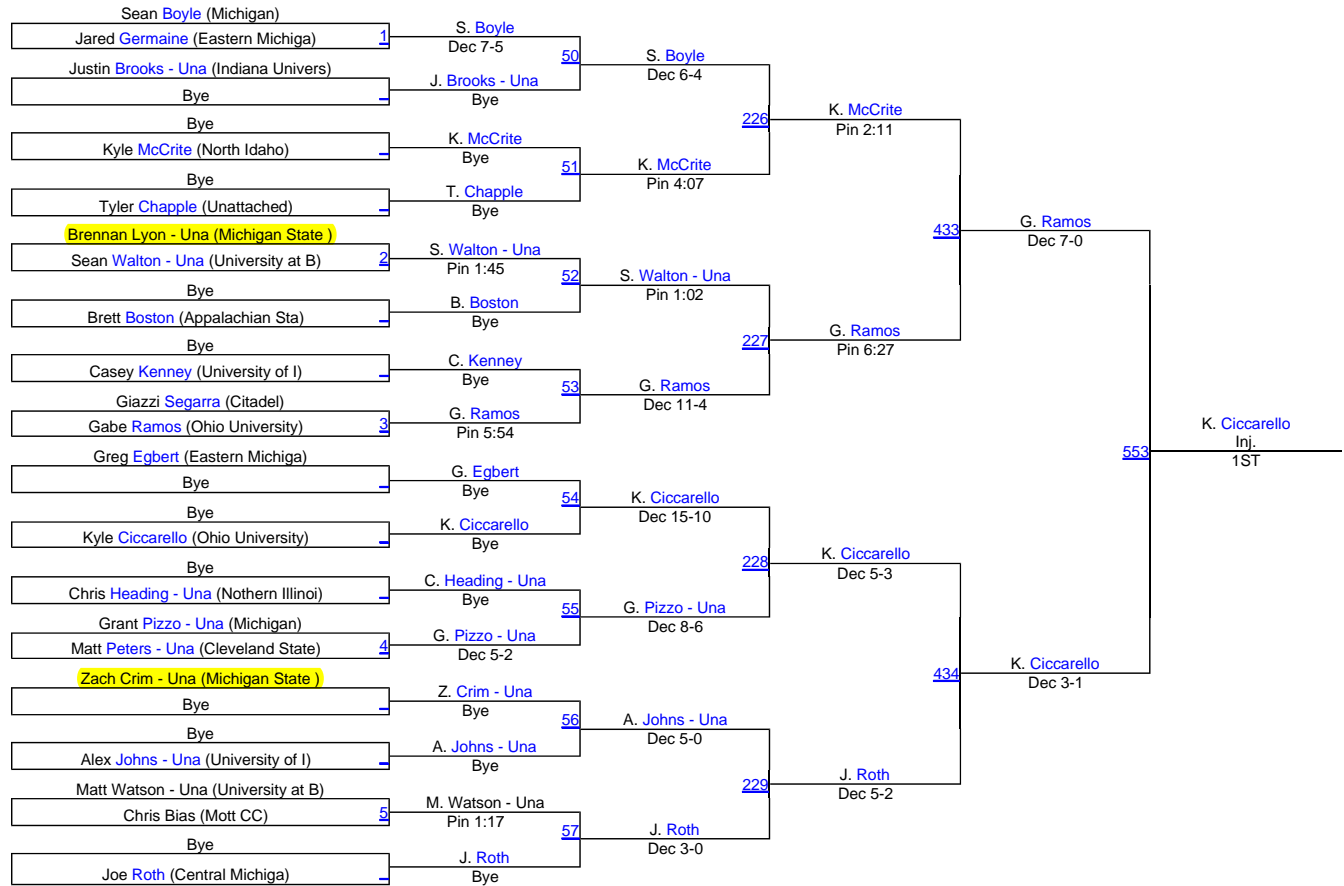 Sean Boyle (Michigan)
Jared Germaine (Eastern Michiga)
1
Justin Brooks - Una (Indiana Univers)
Bye
Bye
Kyle McCrite (North Idaho)
Bye
Tyler Chapple (Unattached)
Brennan Lyon - Una (Michigan State )
Sean Walton - Una (University at B)
2
Bye
Brett Boston (Appalachian Sta)
Bye
Casey Kenney (University of I)
Giazzi Segarra (Citadel)
Gabe Ramos (Ohio University)
3
Greg Egbert (Eastern Michiga)
Bye
Bye
Kyle Ciccarello (Ohio University)
Bye
Chris Heading - Una (Nothern Illinoi)
Grant Pizzo - Una (Michigan)
Matt Peters - Una (Cleveland State)
4
Zach Crim - Una (Michigan State )
Bye
Bye
Alex Johns - Una (University of I)
Matt Watson - Una (University at B)
Chris Bias (Mott CC)
5
Bye
Joe Roth (Central Michiga)
S. Boyle
Dec 7-5
50
J. Brooks - Una
Bye
K. McCrite
Bye
51
T. Chapple
Bye
S. Walton - Una
Pin 1:45
52
B. Boston
Bye
C. Kenney
Bye
53
G. Ramos
Pin 5:54
G. Egbert
Bye
54
K. Ciccarello
Bye
C. Heading - Una
Bye
55
G. Pizzo - Una
Dec 5-2
Z. Crim - Una
Bye
56
A. Johns - Una
Bye
M. Watson - Una
Pin 1:17
57
J. Roth
Bye
S. Boyle
Dec 6-4
226
K. McCrite
Pin 4:07
S. Walton - Una
Pin 1:02
227
G. Ramos
Dec 11-4
K. Ciccarello
Dec 15-10
228
G. Pizzo - Una
Dec 8-6
A. Johns - Una
Dec 5-0
229
J. Roth
Dec 3-0
K. McCrite
Pin 2:11
433
G. Ramos
Pin 6:27
K. Ciccarello
Dec 5-3
434
J. Roth
Dec 5-2
G. Ramos
Dec 7-0
553
K. Ciccarello
Dec 3-1
K. Ciccarello
Inj.
1ST